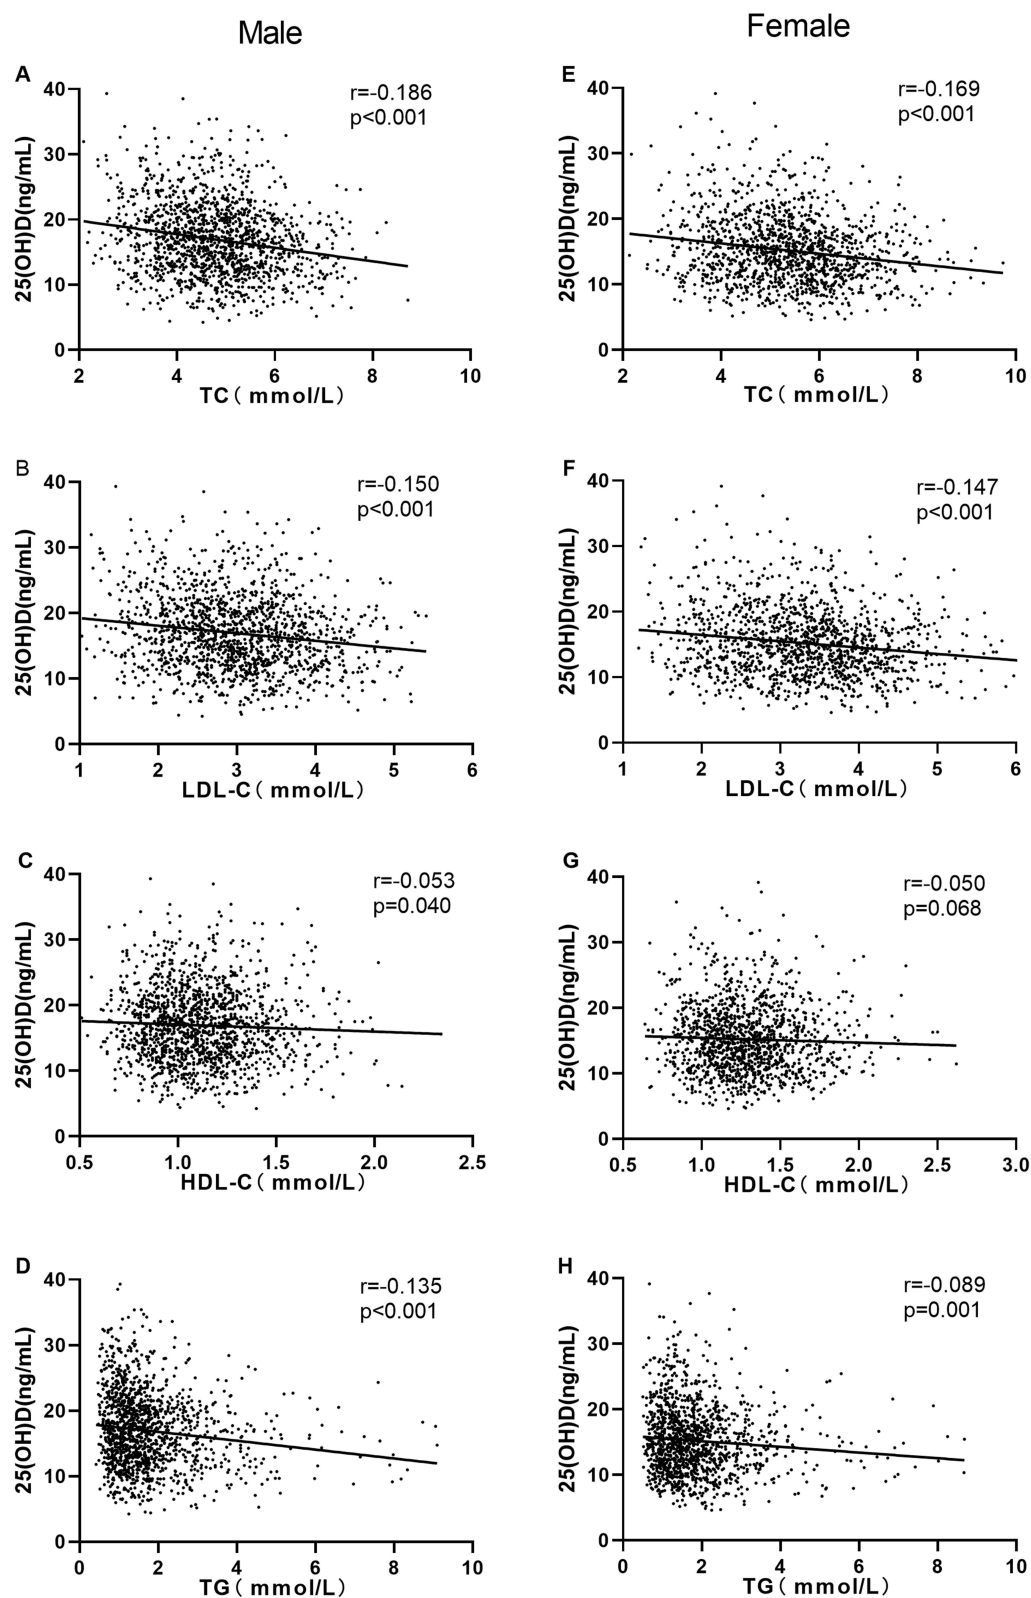 Male
Female
A
r=-0.186
p<0.001
25(OH)D(ng/mL)
40
30
20
10
0
2 4 6 8 10
TC( mmol/L)
E
r=-0.169
p<0.001
25(OH)D(ng/mL)
40
30
20
10
0
2 4 6 8 10
TC( mmol/L)
B
r=-0.150
p<0.001
25(OH)D(ng/mL)
40
30
20
10
0
1 2 3 4 5 6
LDL-C( mmol/L)
F
r=-0.147
p<0.001
25(OH)D(ng/mL)
40
30
20
10
0
1 2 3 4 5 6
LDL-C( mmol/L)
C
r=-0.053
p=0.040
25(OH)D(ng/mL)
40
30
20
10
0
0.5 1.0 1.5 2.0 2.5
HDL-C( mmol/L)
G
r=-0.050
p=0.068
25(OH)D(ng/mL)
40
30
20
10
0
0.5 1.0 1.5 2.0 2.5 3.0
HDL-C( mmol/L)
D
r=-0.135
p<0.001
25(OH)D(ng/mL)
40
30
20
10
0
0 2 4 6 8 10
TG( mmol/L)
H
r=-0.089
p=0.001
25(OH)D(ng/mL)
40
30
20
10
0
0 2 4 6 8 10
TG( mmol/L)